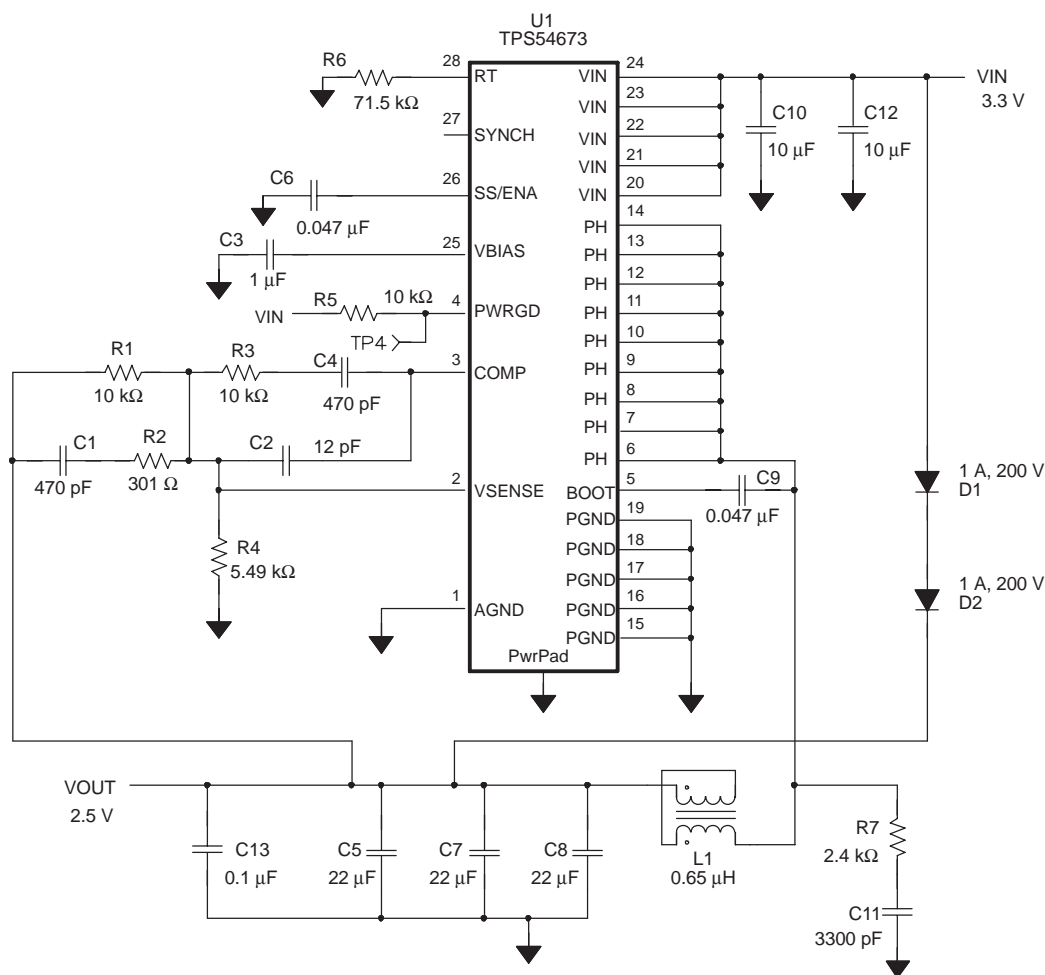 U1
TPS54673
R6
71.5 kΩ
28
RT
27
SYNCH
C6
0.047 μF
26
SS/ENA
C3
1 μF
25
VBIAS
VIN
R5
10 kΩ
4
PWRGD
TP4
R1
10 kΩ
R3
10 kΩ
C4
470 pF
3
COMP
C1
470 pF
R2
301 Ω
C2
12 pF
2
VSENSE
R4
5.49 kΩ
1
AGND
PwrPad
VIN
24
VIN
23
VIN
22
VIN
21
VIN
20
PH
14
PH
13
PH
12
PH
11
PH
10
PH
9
PH
8
PH
7
PH
6
BOOT
5
PGND
19
PGND
18
PGND
17
PGND
16
PGND
15
C10
10 μF
C12
10 μF
VIN
3.3 V
C9
0.047 μF
1 A, 200 V
D1
1 A, 200 V
D2
VOUT
2.5 V
C13
0.1 μF
C5
22 μF
C7
22 μF
C8
22 μF
L1
0.65 μH
R7
2.4 kΩ
C11
3300 pF